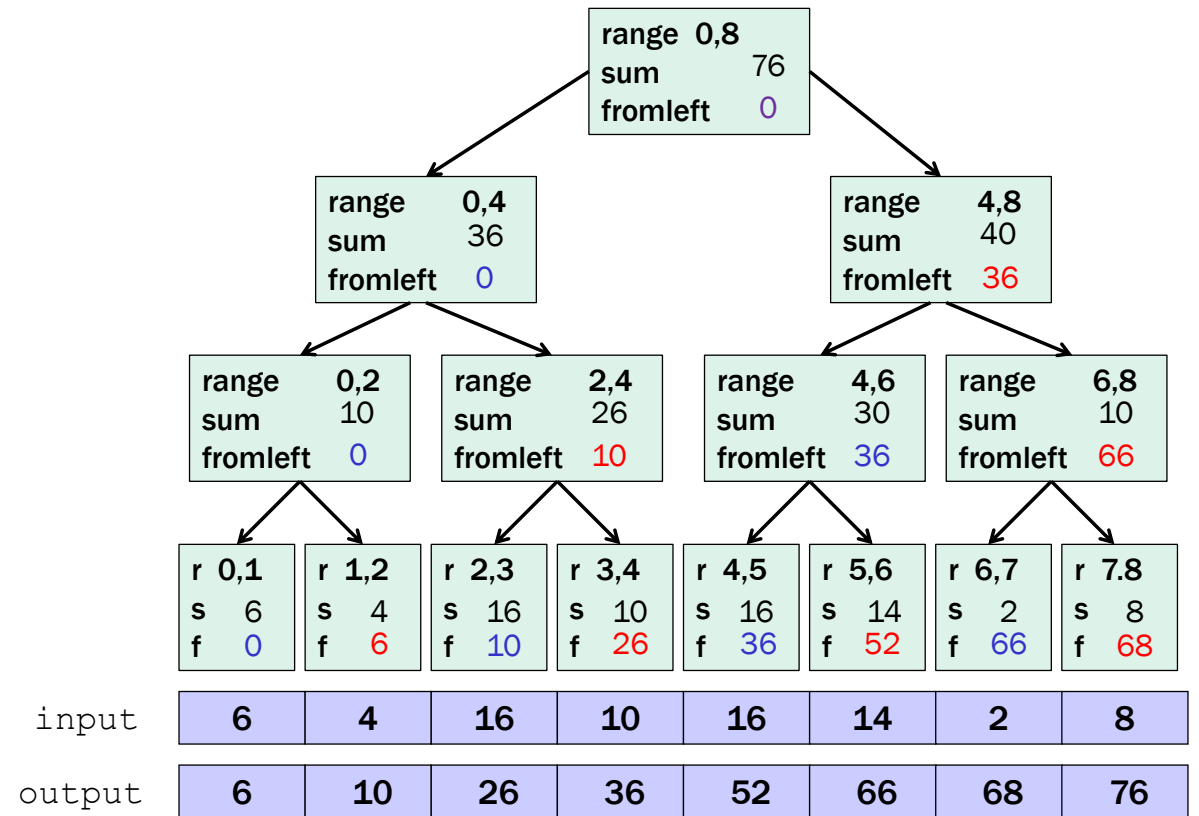 range 0,8
sum 76
fromleft 0
range 0,4
sum 36
fromleft 0
range 4,8
sum 40
fromleft 36
range 0,2
sum 10
fromleft 0
range 2,4
sum 26
fromleft 10
range 4,6
sum 30
fromleft 36
range 6,8
sum 10
fromleft 66
r 0,1
s 6
f 0
r 1,2
s 4
f 6
r 2,3
s 16
f 10
r 3,4
s 10
f 26
r 4,5
s 16
f 36
r 5,6
s 14
f 52
r 6,7
s 2
f 66
r 7.8
s 8
f 68
input 6 4 16 10 16 14 2 8
output 6 10 26 36 52 66 68 76